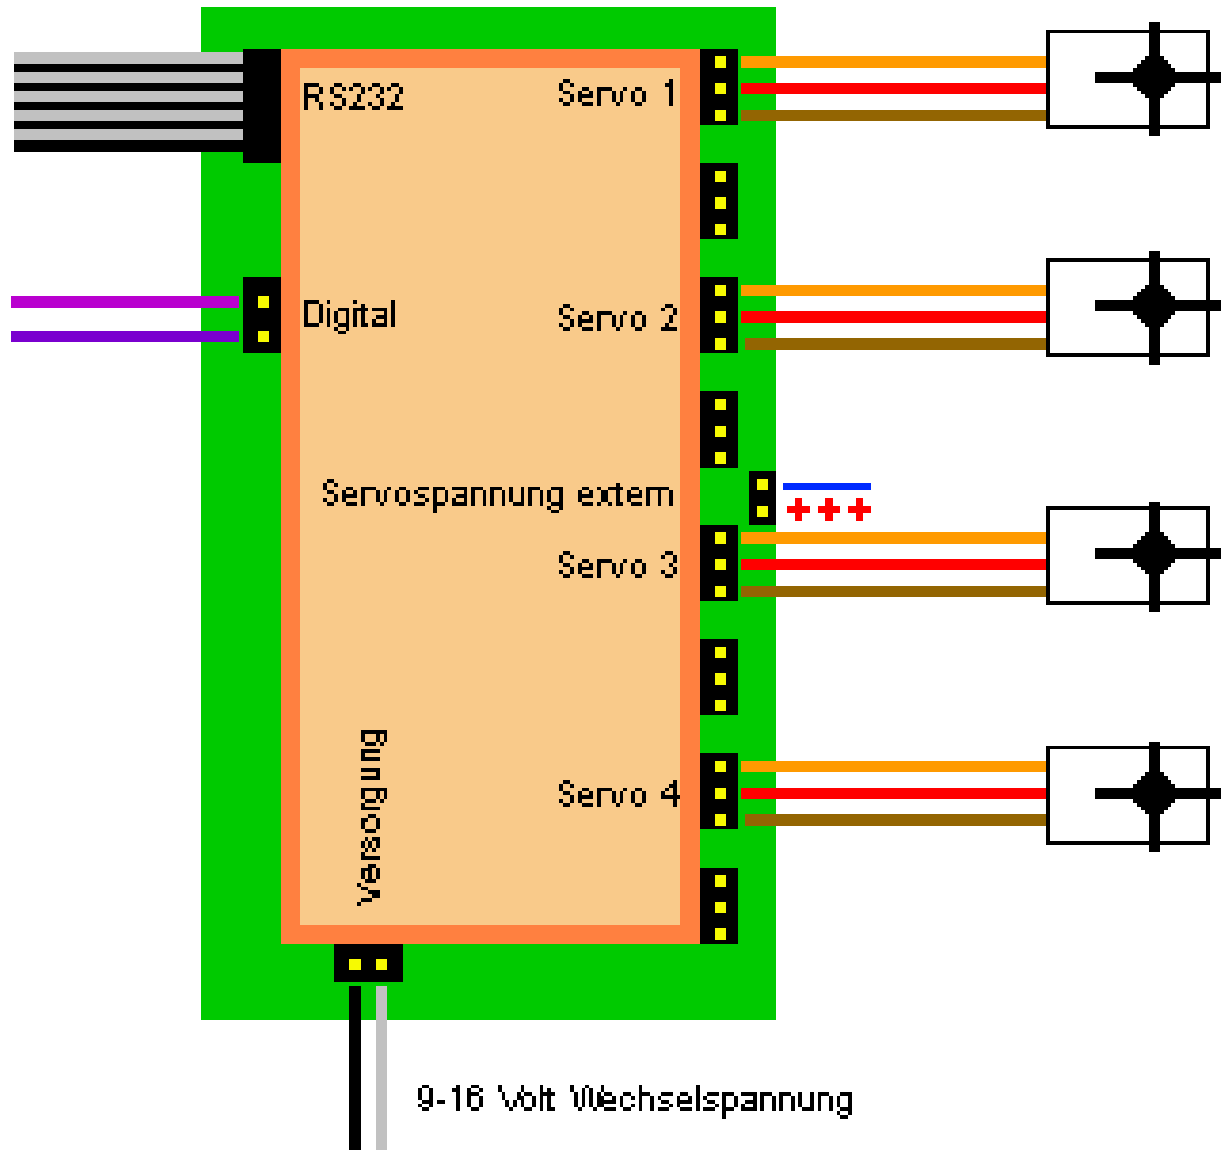 RS232
Servo 1
Digital
Servo 2
Servospannung extern
Servo 3
Versorgung
Servo 4
9-16 Volt Wechselspannung